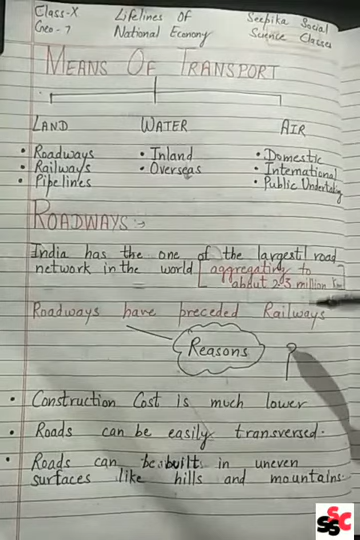 Class-X
Geo-7
Lifelines Of
National Economy
Seepika Social
Science Classes
MEANS OF TRANSPORT
LAND WATER AIR
• Roadways • Inland • Domestic
• Railways • Overseas • International
• Pipelines • Public Undertaking
ROADWAYS :-
India has the one of the largest road
network in the world [aggregating to
about 2.3 million km]
Roadways have preceded Railways
Reasons
• Construction Cost is much lower
• Roads can be easily transversed.
• Roads can be built in uneven
surfaces like hills and mountains.
SSC